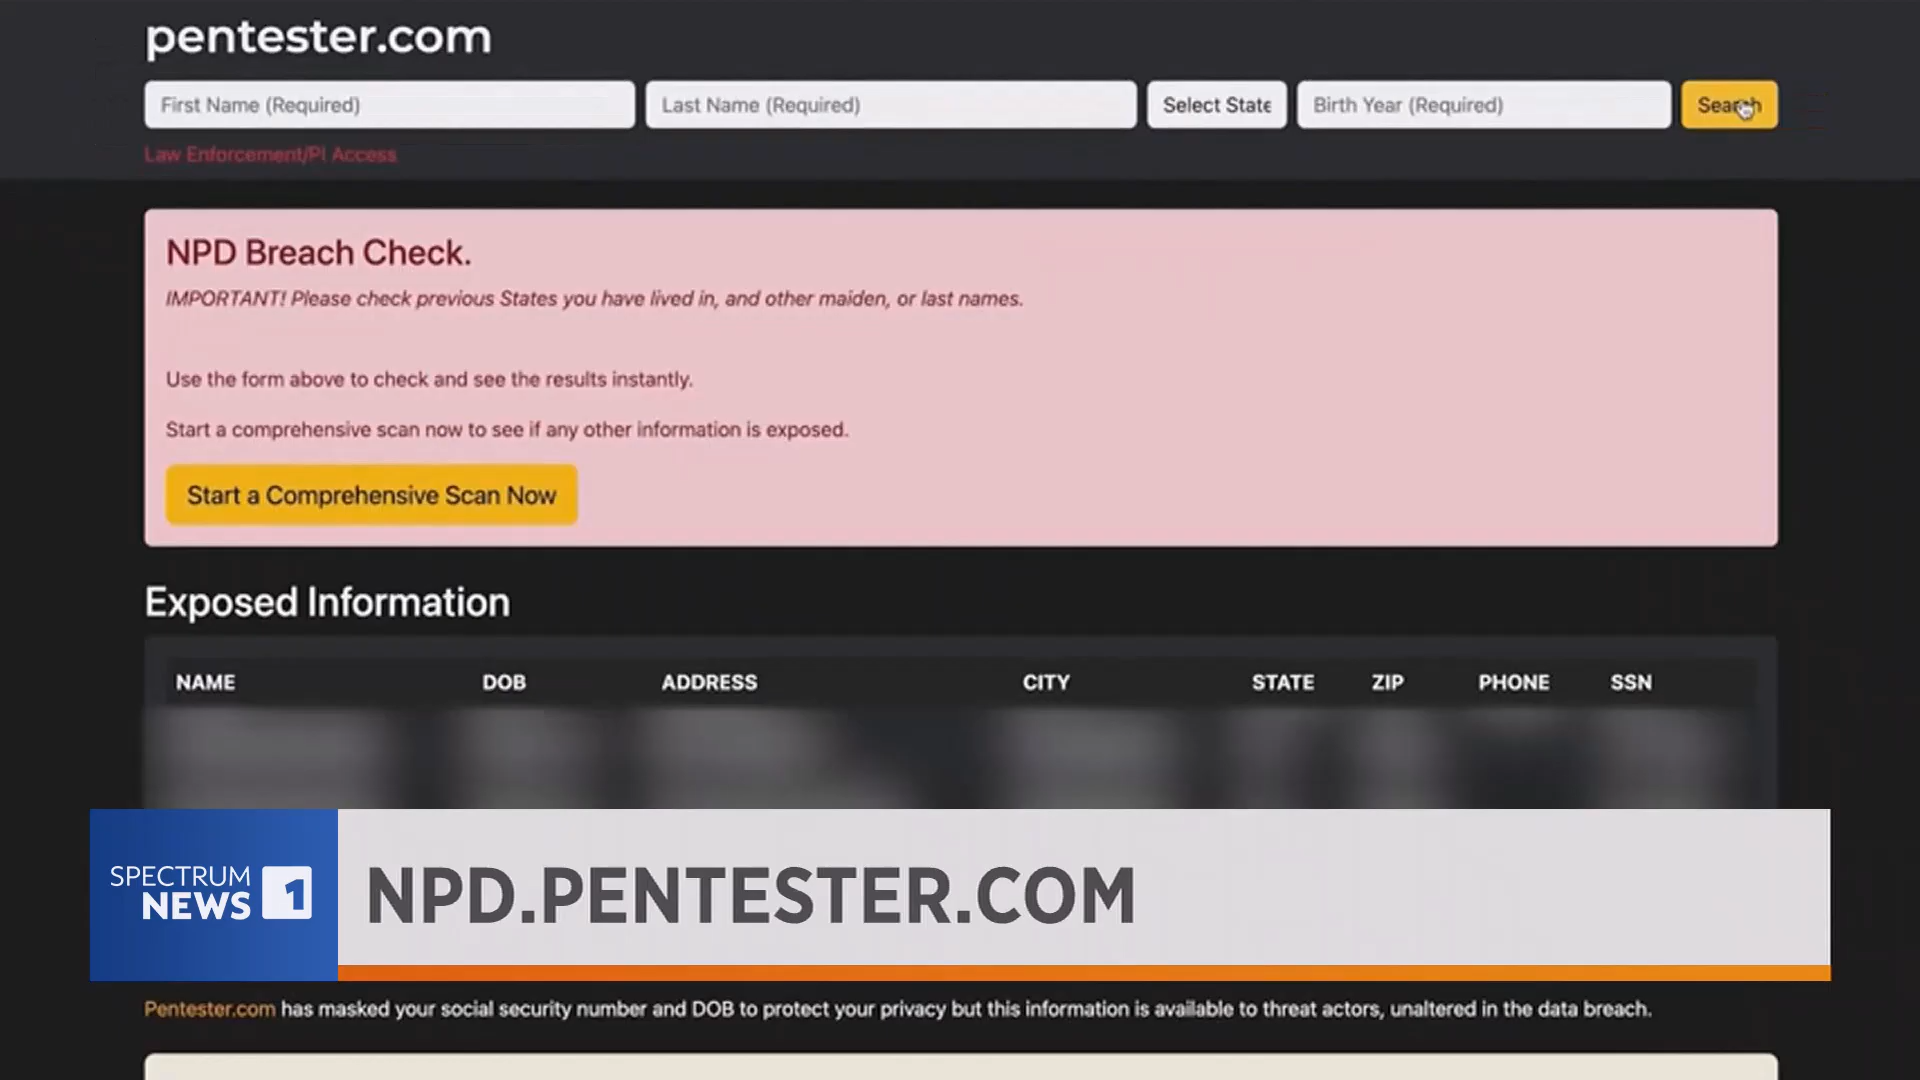 pentester.com
First Name (Required) Last Name (Required) Select State Birth Year (Required) Search
Law Enforcement/PI Access
NPD Breach Check.
IMPORTANT! Please check previous States you have lived in, and other maiden, or last names.
Use the form above to check and see the results instantly.
Start a comprehensive scan now to see if any other information is exposed.
Start a Comprehensive Scan Now
Exposed Information
NAME DOB ADDRESS CITY STATE ZIP PHONE SSN
SPECTRUM
NEWS 1
NPD.PENTESTER.COM
Pentester.com has masked your social security number and DOB to protect your privacy but this information is available to threat actors, unaltered in the data breach.